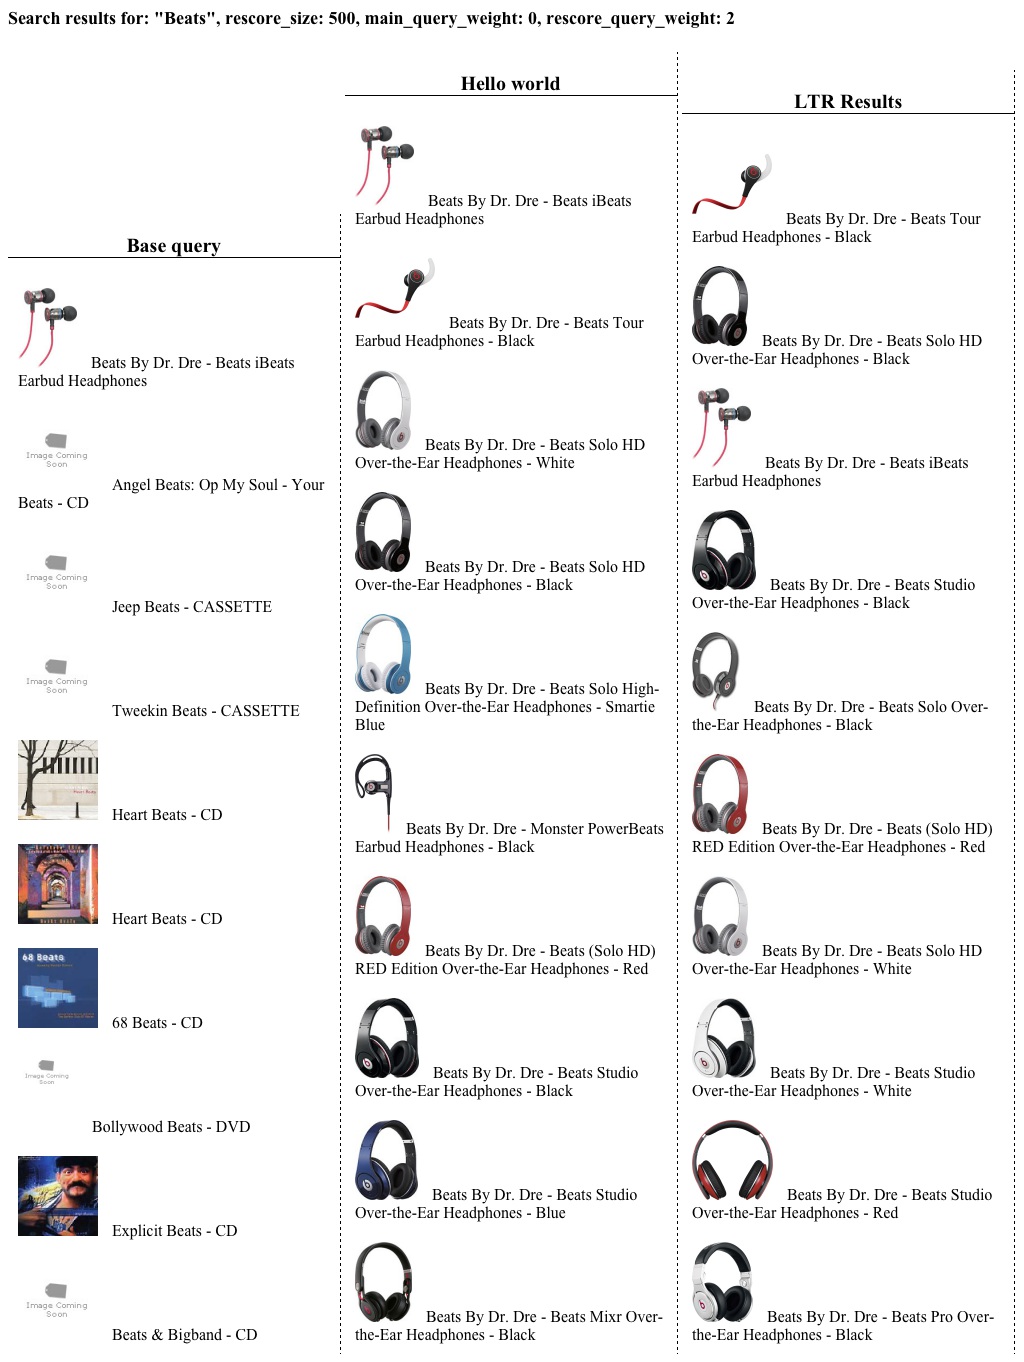 Search results for: "Beats", rescore_size: 500, main_query_weight: 0, rescore_query_weight: 2
Base query
Beats By Dr. Dre - Beats iBeats
Earbud Headphones
Image Coming
Soon
Angel Beats: Op My Soul - Your
Beats - CD
Image Coming
Soon
Jeep Beats - CASSETTE
Image Coming
Soon
Tweekin Beats - CASSETTE
Heart Beats - CD
Heart Beats - CD
68 Beats
68 Beats - CD
Image Coming
Soon
Bollywood Beats - DVD
Explicit Beats - CD
Image Coming
Soon
Beats & Bigband - CD
Hello world
Beats By Dr. Dre - Beats iBeats
Earbud Headphones
Beats By Dr. Dre - Beats Tour
Earbud Headphones - Black
Beats By Dr. Dre - Beats Solo HD
Over-the-Ear Headphones - White
Beats By Dr. Dre - Beats Solo HD
Over-the-Ear Headphones - Black
Beats By Dr. Dre - Beats Solo High-
Definition Over-the-Ear Headphones - Smartie
Blue
Beats By Dr. Dre - Monster PowerBeats
Earbud Headphones - Black
Beats By Dr. Dre - Beats (Solo HD)
RED Edition Over-the-Ear Headphones - Red
Beats By Dr. Dre - Beats Studio
Over-the-Ear Headphones - Black
Beats By Dr. Dre - Beats Studio
Over-the-Ear Headphones - Blue
Beats By Dr. Dre - Beats Mixr Over-
the-Ear Headphones - Black
LTR Results
Beats By Dr. Dre - Beats Tour
Earbud Headphones - Black
Beats By Dr. Dre - Beats Solo HD
Over-the-Ear Headphones - Black
Beats By Dr. Dre - Beats iBeats
Earbud Headphones
Beats By Dr. Dre - Beats Studio
Over-the-Ear Headphones - Black
Beats By Dr. Dre - Beats Solo Over-
the-Ear Headphones - Black
Beats By Dr. Dre - Beats (Solo HD)
RED Edition Over-the-Ear Headphones - Red
Beats By Dr. Dre - Beats Solo HD
Over-the-Ear Headphones - White
Beats By Dr. Dre - Beats Studio
Over-the-Ear Headphones - White
Beats By Dr. Dre - Beats Studio
Over-the-Ear Headphones - Red
Beats By Dr. Dre - Beats Pro Over-
the-Ear Headphones - Black